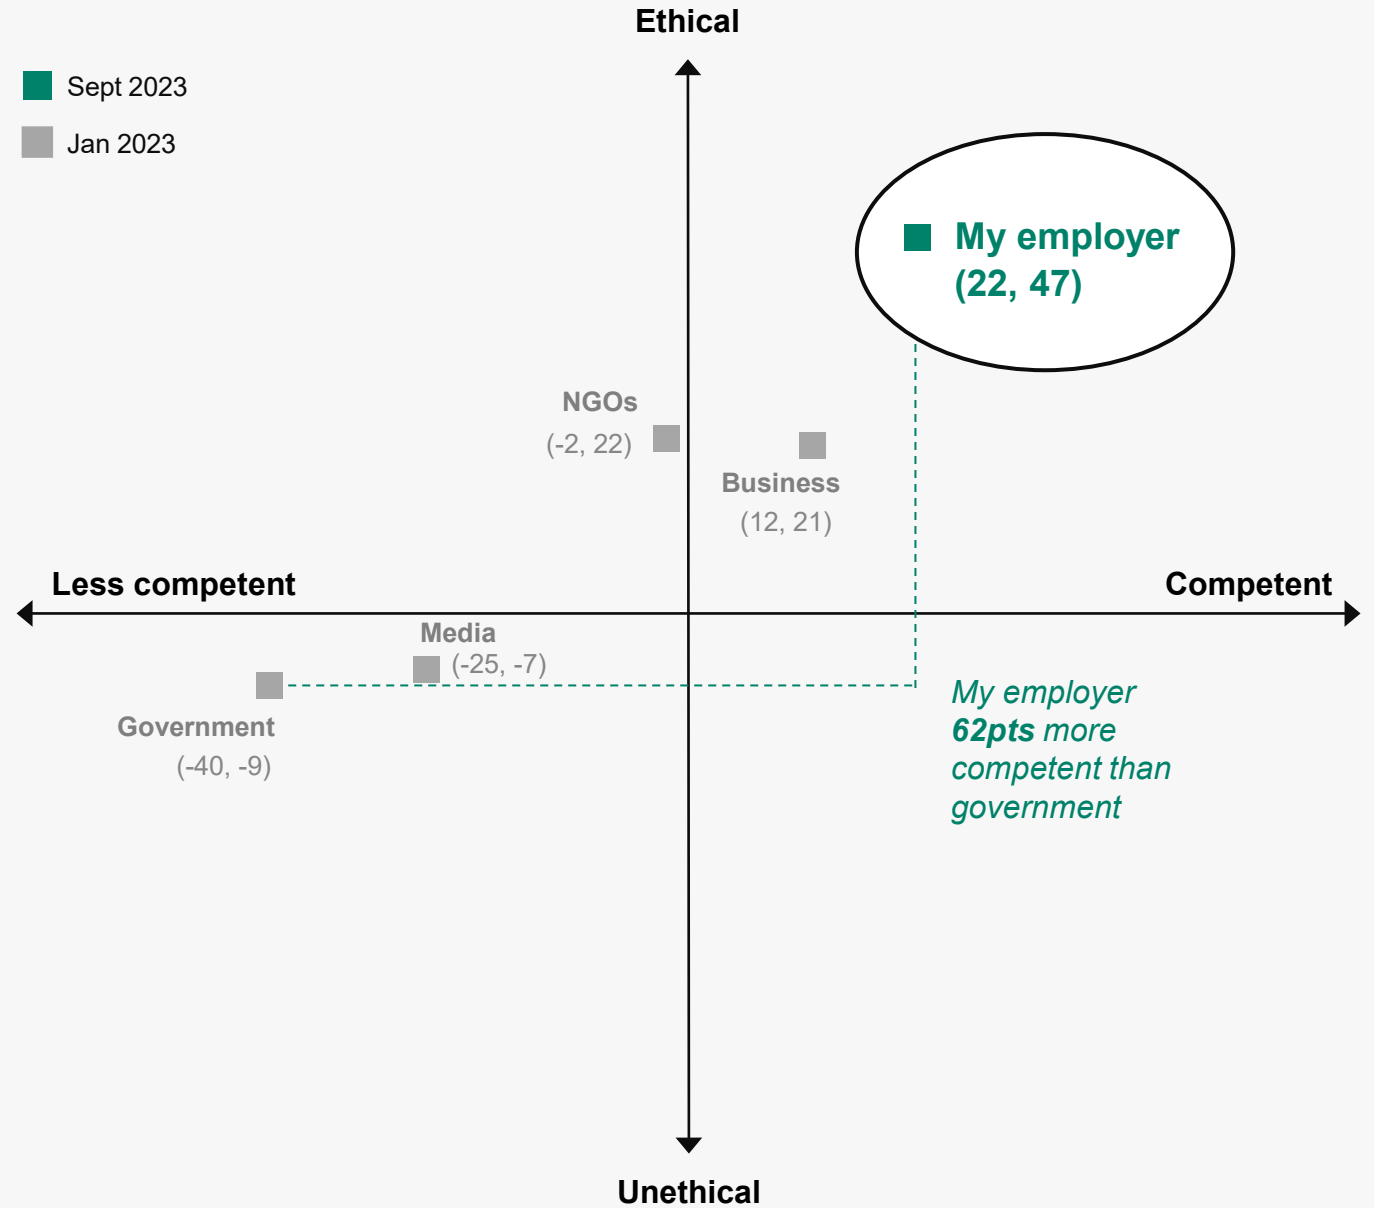 Ethical
Sept 2023
Jan 2023
My employer
(22, 47)
NGOs
(-2, 22)
Business
(12, 21)
Less competent
Competent
Media
(-25, -7)
Government
(-40, -9)
My employer
62pts more
competent than
government
Unethical